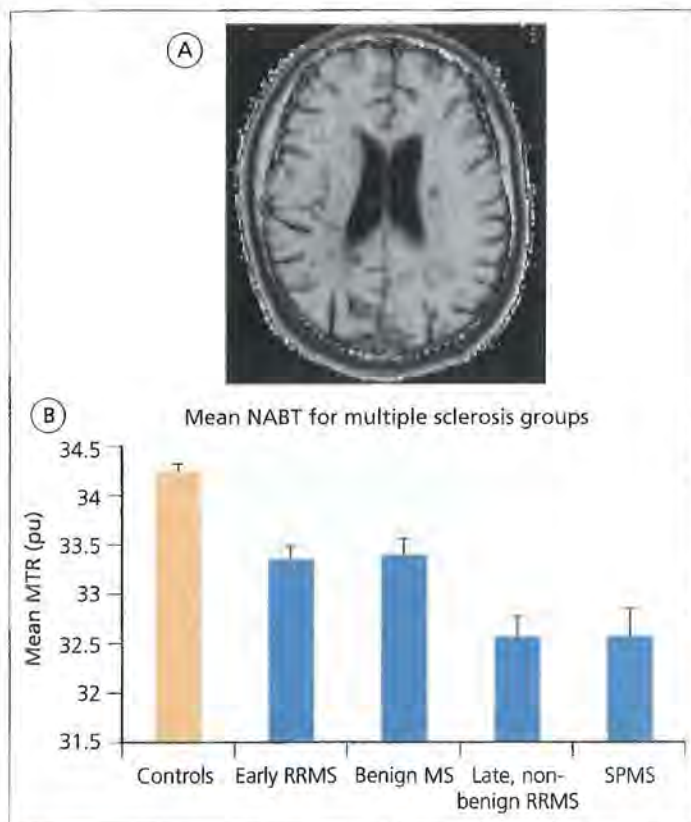 A
B
Mean NABT for multiple sclerosis groups
34.5
34
33.5
33
32.5
32
31.5
Mean MTR (pu)
Controls
Early RRMS
Benign MS
Late, non-
benign RRMS
SPMS